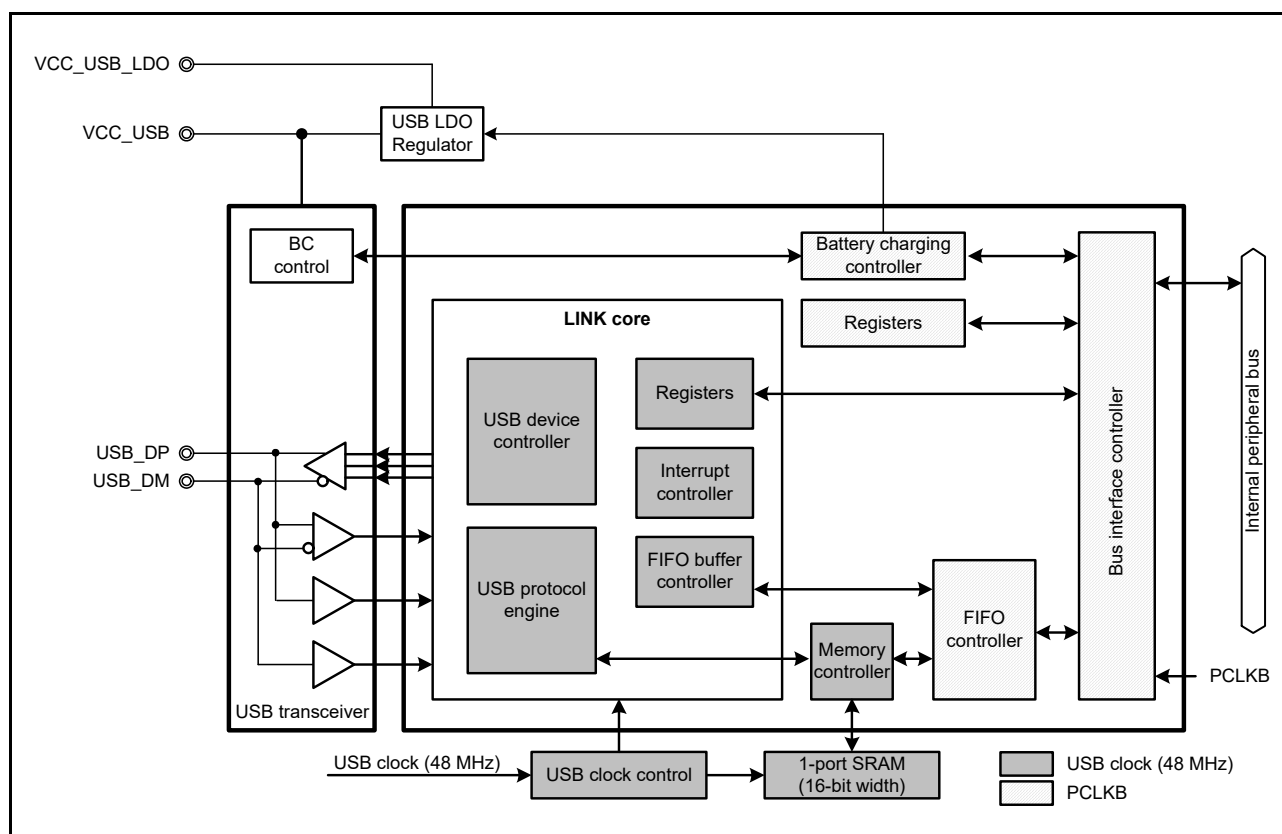 VCC_USB_LDO
VCC_USB
USB LDO
Regulator
BC
control
Battery charging
controller
LINK core
Registers
USB device
controller
Registers
Interrupt
controller
USB_DP
USB_DM
USB protocol
engine
FIFO buffer
controller
Memory
controller
FIFO
controller
Bus interface controller
Internal peripheral bus
PCLKB
USB transceiver
USB clock (48 MHz)
USB clock control
1-port SRAM
(16-bit width)
USB clock (48 MHz)
PCLKB